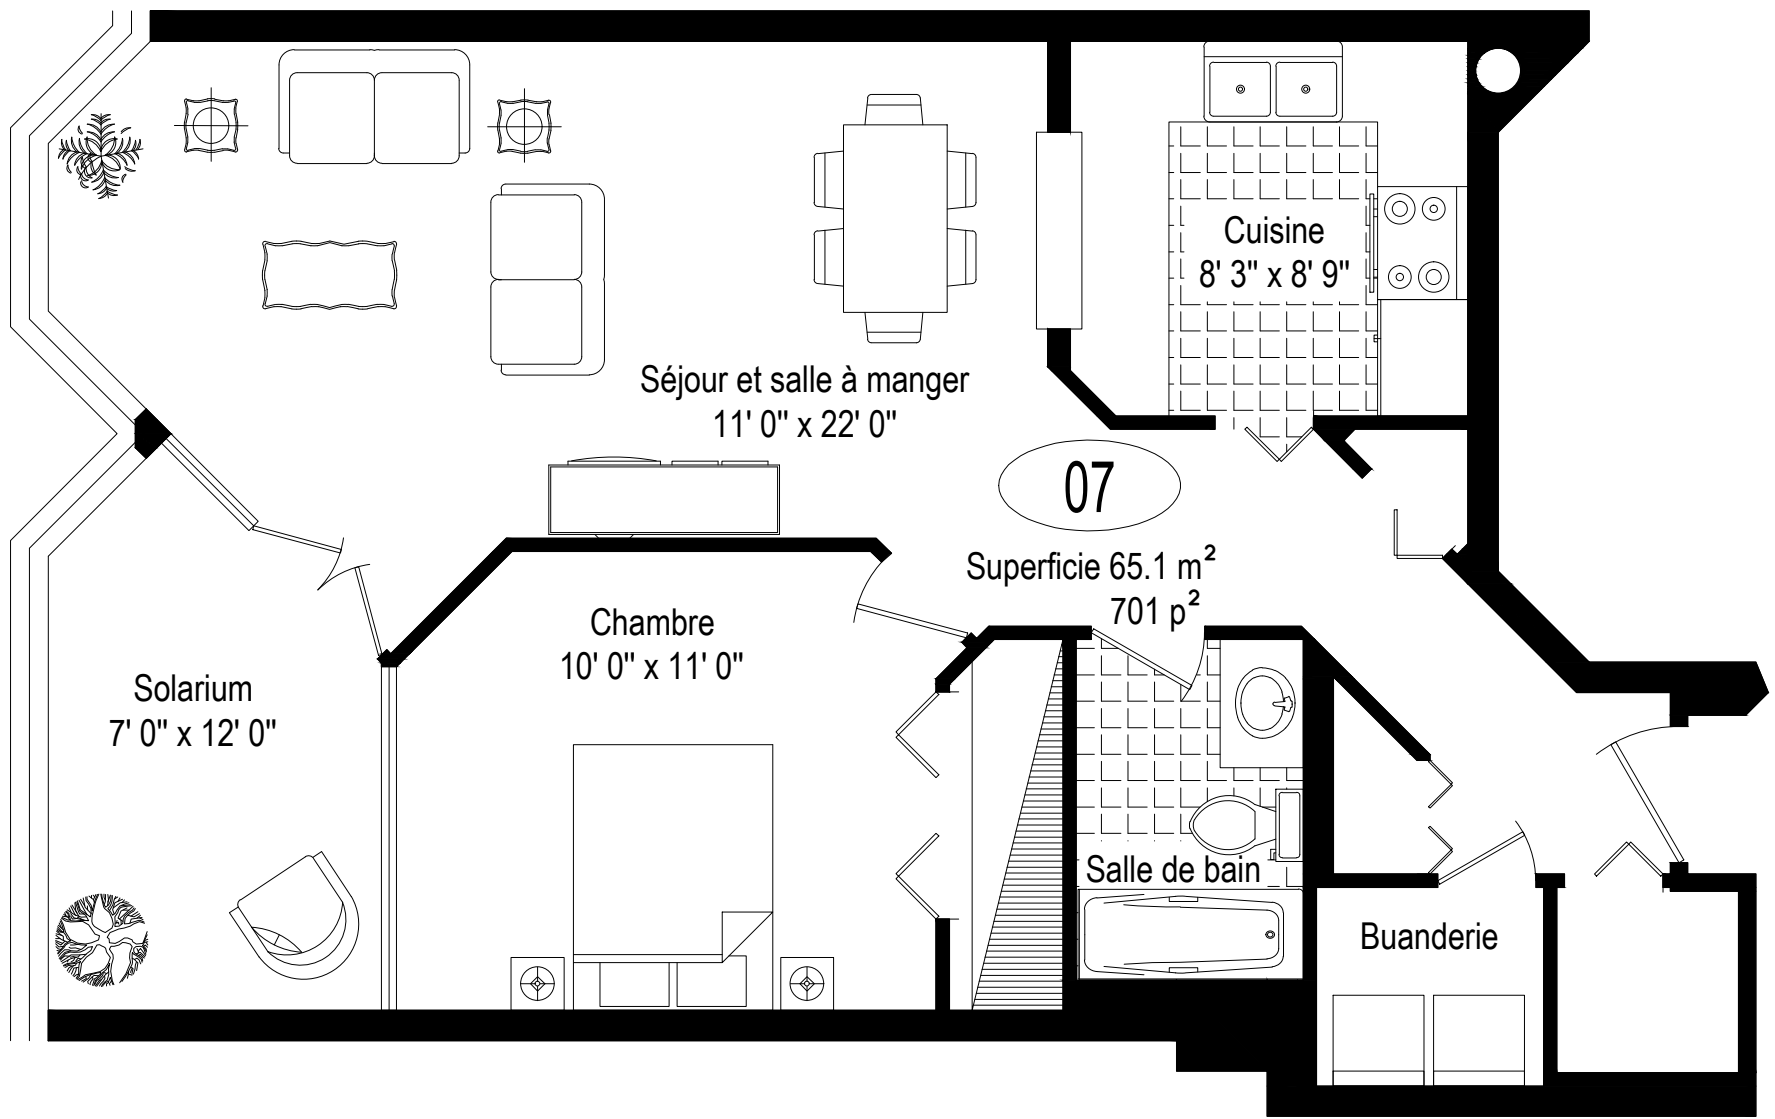 Cuisine
8' 3" x 8' 9"
Séjour et salle à manger
11' 0" x 22' 0"
07
Superficie 65.1 m²
701 p²
Chambre
10' 0" x 11' 0"
Solarium
7' 0" x 12' 0"
Salle de bain
Buanderie